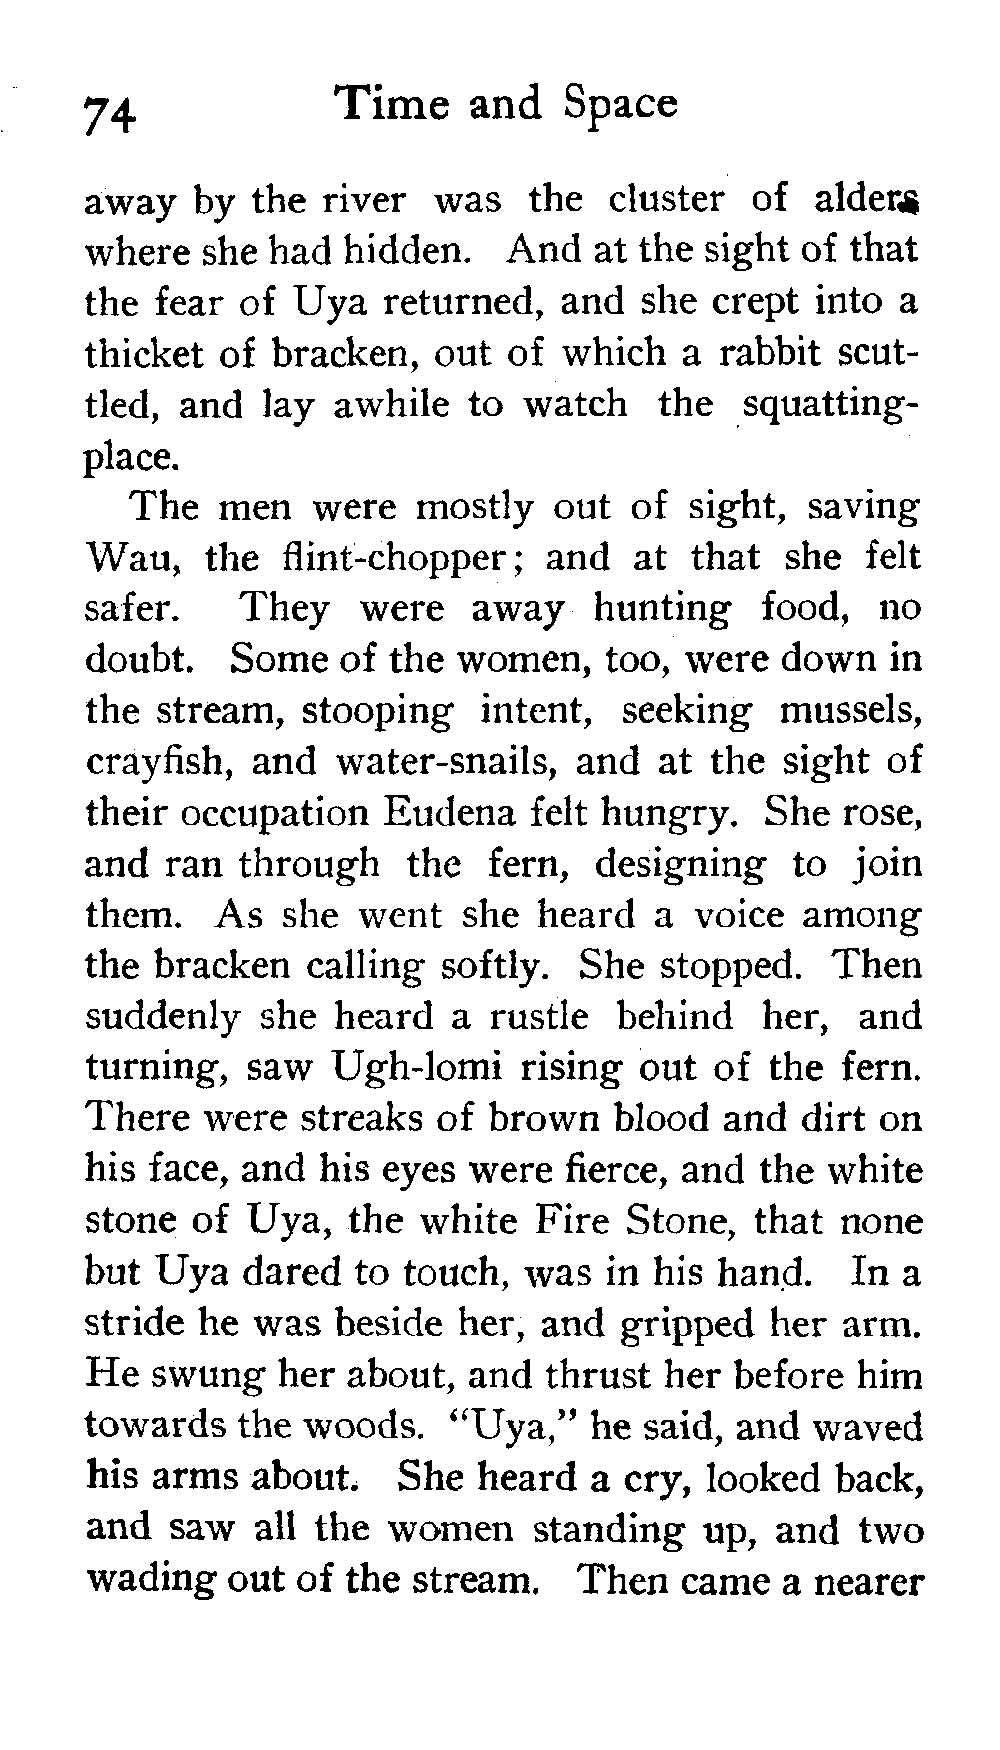 74 Time and Space
away by the river was the cluster of alders
where she had hidden. And at the sight of that
the fear of Uya returned, and she crept into a
thicket of bracken, out of which a rabbit scut-
tled, and lay awhile to watch the squatting-
place.
The men were mostly out of sight, saving
Wau, the flint-chopper; and at that she felt
safer. They were away hunting food, no
doubt. Some of the women, too, were down in
the stream, stooping intent, seeking mussels,
crayfish, and water-snails, and at the sight of
their occupation Eudena felt hungry. She rose,
and ran through the fern, designing to join
them. As she went she heard a voice among
the bracken calling softly. She stopped. Then
suddenly she heard a rustle behind her, and
turning, saw Ugh-lomi rising out of the fern.
There were streaks of brown blood and dirt on
his face, and his eyes were fierce, and the white
stone of Uya, the white Fire Stone, that none
but Uya dared to touch, was in his hand. In a
stride he was beside her, and gripped her arm.
He swung her about, and thrust her before him
towards the woods. "Uya," he said, and waved
his arms about. She heard a cry, looked back,
and saw all the women standing up, and two
wading out of the stream. Then came a nearer